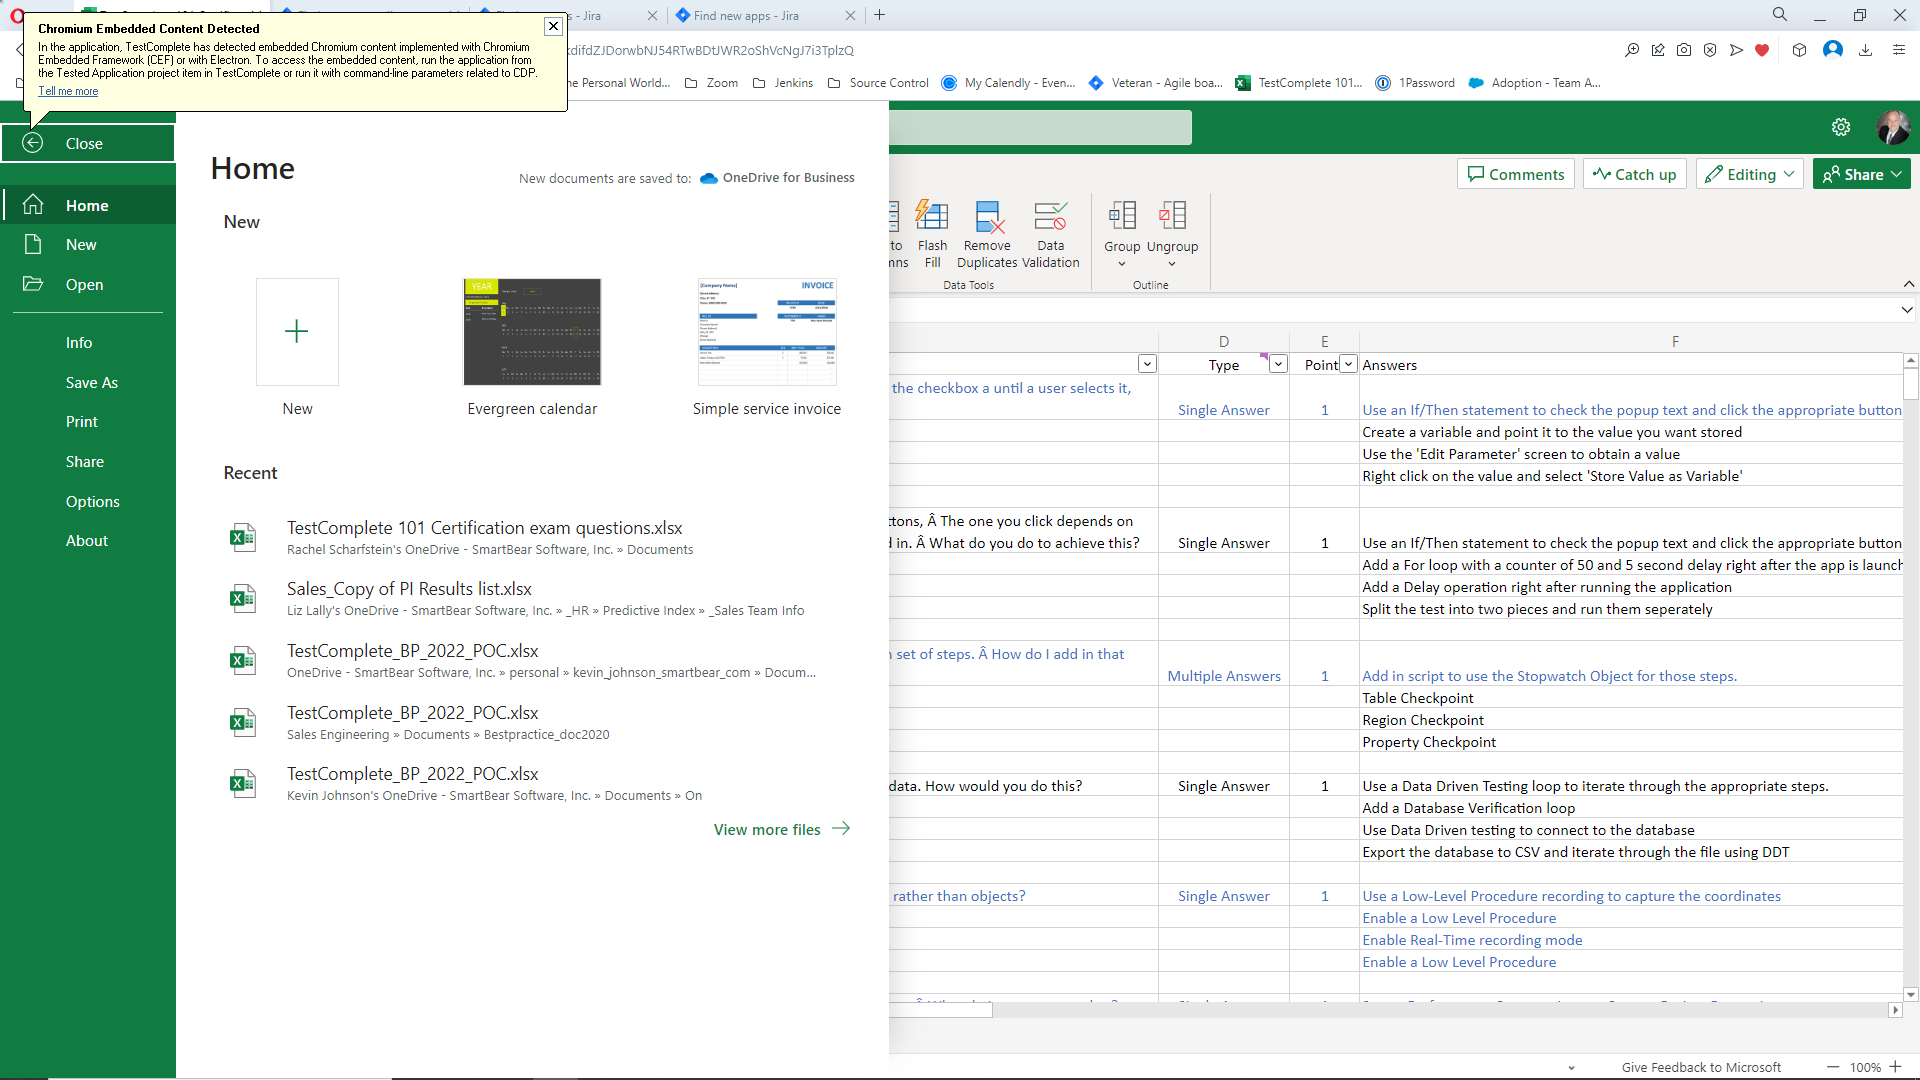 s - Jira
Find new apps - Jira
Chromium Embedded Content Detected
In the application, TestComplete has detected embedded Chromium content implemented with Chromium
Embedded Framework (CEF) or with Electron. To access the embedded content, run the application from
the Tested Application project item in TestComplete or run it with command-line parameters related to CDP.
Tell me more
kdifdZJDorwbNJ54RTwBDtJWR2oShVcNgJ7i3TplzQ
ne Personal World...
Zoom
Jenkins
Source Control
My Calendly - Even...
Veteran - Agile boa...
TestComplete 101...
1Password
Adoption - Team A...
Close
Home
New
Open
Info
Save As
Print
Share
Options
About
Home
New documents are saved to:
OneDrive for Business
New
YEAR
[Company Name]
INVOICE
New
Evergreen calendar
Simple service invoice
Recent
TestComplete 101 Certification exam questions.xlsx
Rachel Scharfstein's OneDrive - SmartBear Software, Inc. » Documents
Sales_Copy of PI Results list.xlsx
Liz Lally's OneDrive - SmartBear Software, Inc. » _HR » Predictive Index » _Sales Team Info
TestComplete_BP_2022_POC.xlsx
OneDrive - SmartBear Software, Inc. » personal » kevin_johnson_smartbear_com » Docum...
TestComplete_BP_2022_POC.xlsx
Sales Engineering » Documents » Bestpractice_doc2020
TestComplete_BP_2022_POC.xlsx
Kevin Johnson's OneDrive - SmartBear Software, Inc. » Documents » On
View more files
Comments
Catch up
Editing
Share
to
mns
Flash
Fill
Remove
Duplicates
Data
Validation
Group
Ungroup
Data Tools
Outline
D
E
F
Type
Point
Answers
the checkbox a until a user selects it,
Single Answer
1
Use an If/Then statement to check the popup text and click the appropriate button
Create a variable and point it to the value you want stored
Use the 'Edit Parameter' screen to obtain a value
Right click on the value and select 'Store Value as Variable'
ttons, Â The one you click depends on
d in. Â What do you do to achieve this?
Single Answer
1
Use an If/Then statement to check the popup text and click the appropriate button
Add a For loop with a counter of 50 and 5 second delay right after the app is launch
Add a Delay operation right after running the application
Split the test into two pieces and run them seperately
n set of steps. Â How do I add in that
Multiple Answers
1
Add in script to use the Stopwatch Object for those steps.
Table Checkpoint
Region Checkpoint
Property Checkpoint
data. How would you do this?
Single Answer
1
Use a Data Driven Testing loop to iterate through the appropriate steps.
Add a Database Verification loop
Use Data Driven testing to connect to the database
Export the database to CSV and iterate through the file using DDT
rather than objects?
Single Answer
1
Use a Low-Level Procedure recording to capture the coordinates
Enable a Low Level Procedure
Enable Real-Time recording mode
Enable a Low Level Procedure
Give Feedback to Microsoft
100%